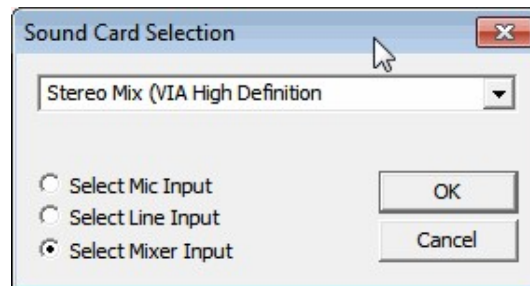 Sound Card Selection
Stereo Mix (VIA High Definition
Select Mic Input
OK
Select Line Input
Cancel
Select Mixer Input